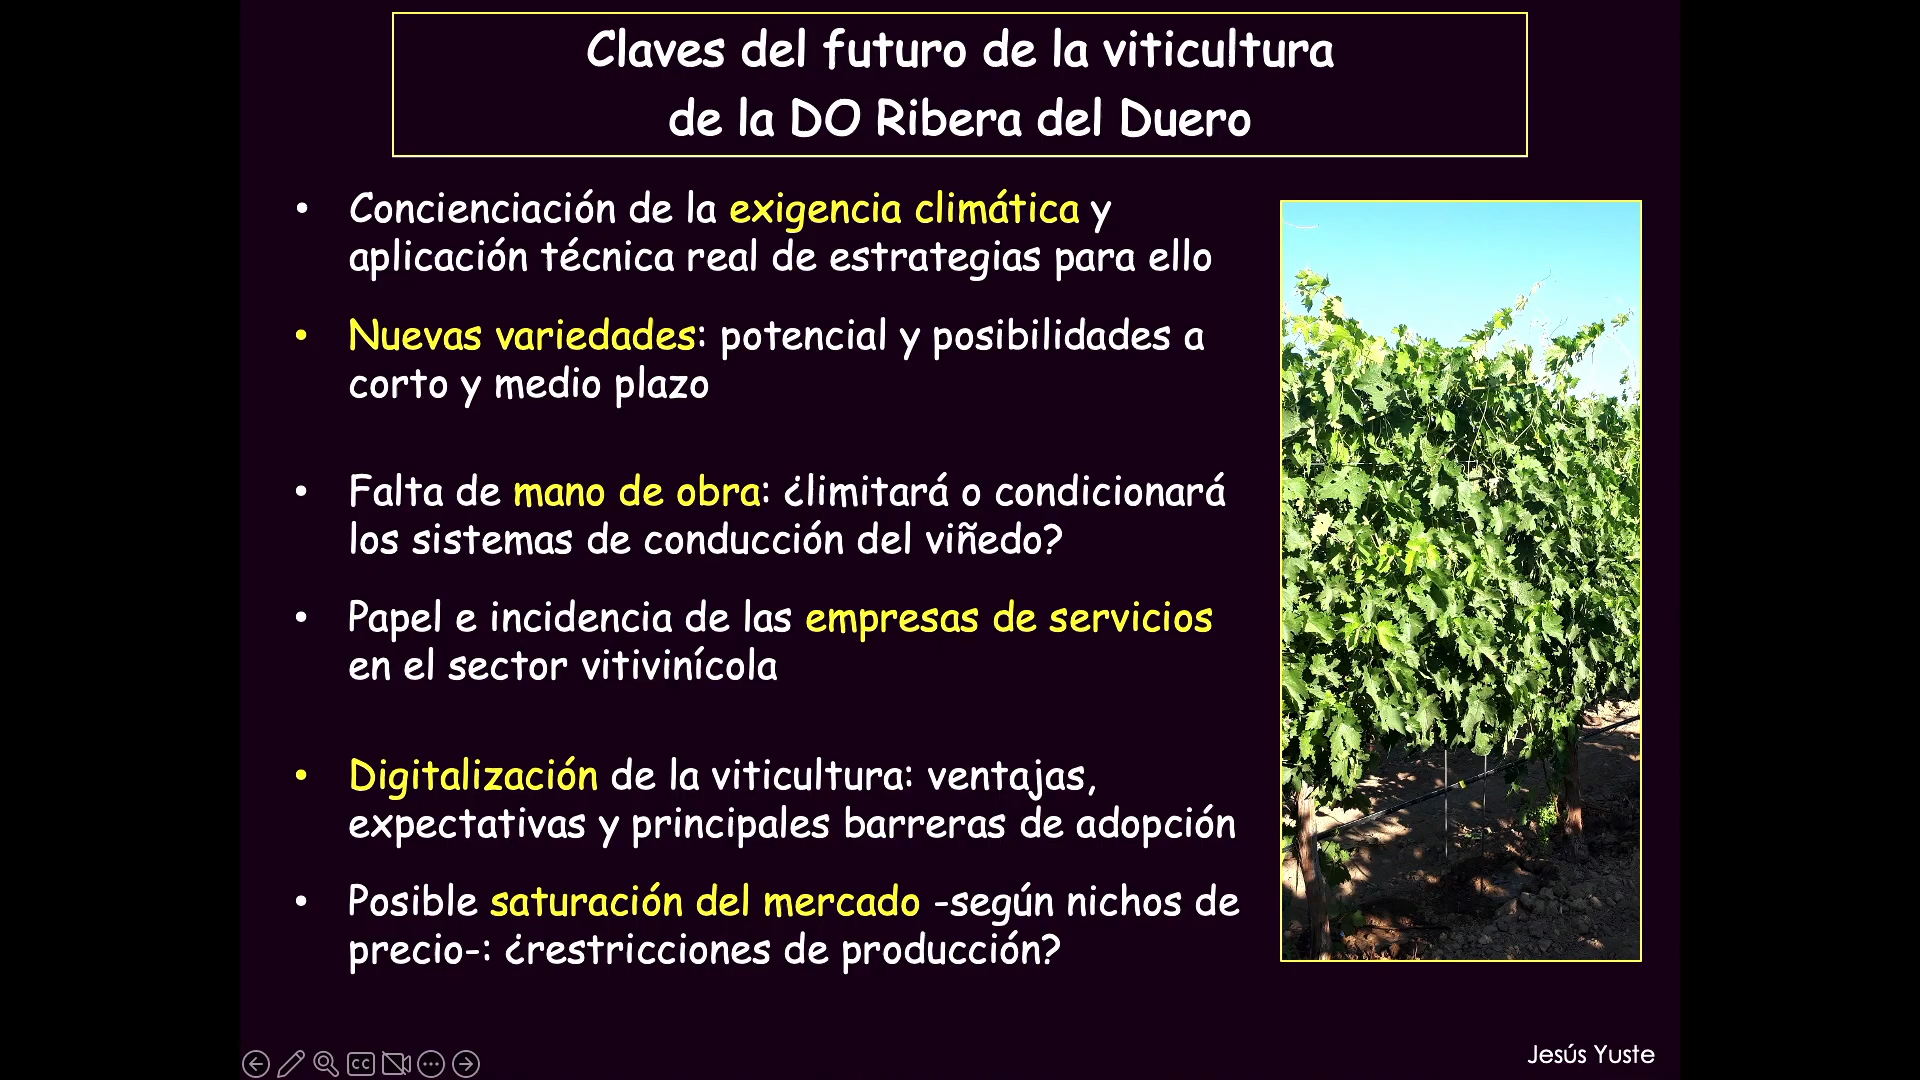 Claves del futuro de la viticultura
de la DO Ribera del Duero
• Concienciación de la exigencia climática y
aplicación técnica real de estrategias para ello
• Nuevas variedades: potencial y posibilidades a
corto y medio plazo
• Falta de mano de obra: ¿limitará o condicionará
los sistemas de conducción del viñedo?
• Papel e incidencia de las empresas de servicios
en el sector vitivinícola
• Digitalización de la viticultura: ventajas,
expectativas y principales barreras de adopción
• Posible saturación del mercado -según nichos de
precio-: ¿restricciones de producción?
Jesús Yuste
CC